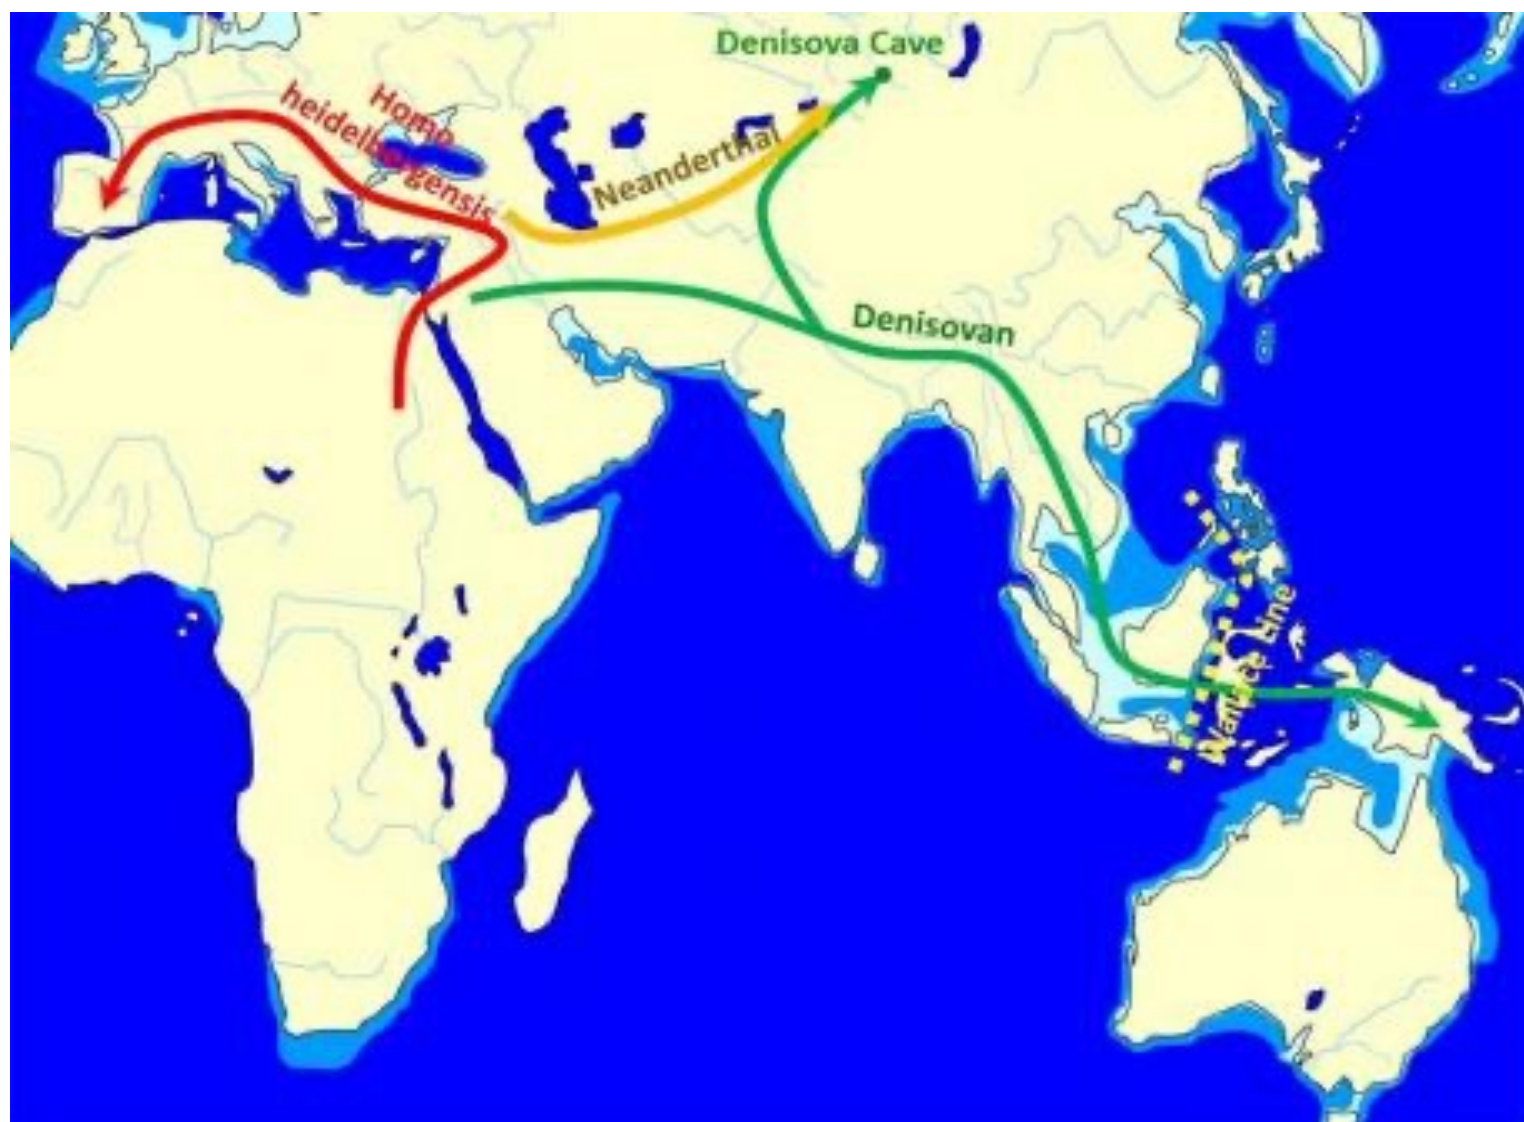 Denisova Cave
Homo
heidelbergensis
Neanderthal
Denisovan
Wallace Line